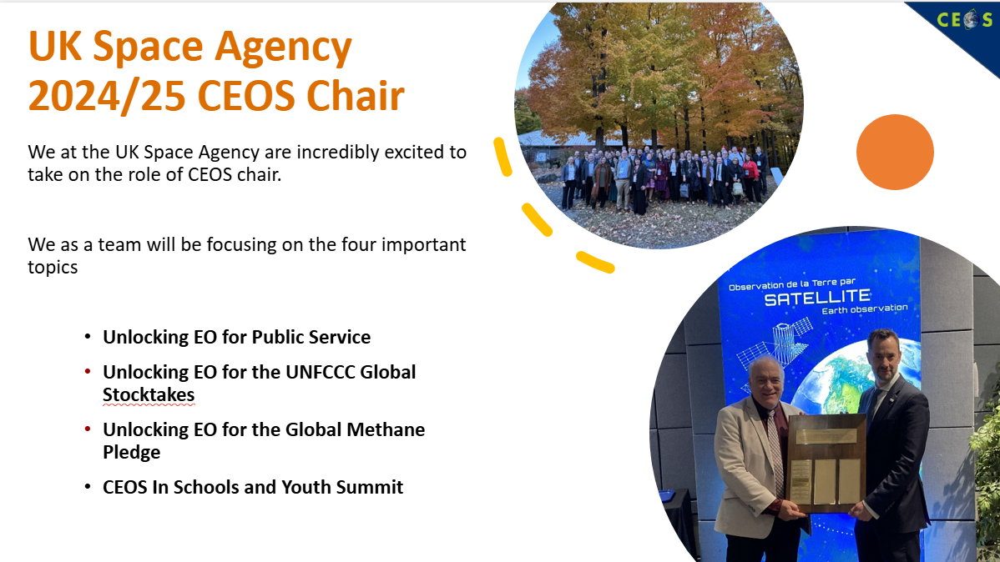 UK Space Agency
2024/25 CEOS Chair
We at the UK Space Agency are incredibly excited to
take on the role of CEOS chair.
We as a team will be focusing on the four important
topics
• Unlocking EO for Public Service
• Unlocking EO for the UNFCCC Global
Stocktakes
• Unlocking EO for the Global Methane
Pledge
• CEOS In Schools and Youth Summit
CEOS
Observation de la Terre par
SATELLITE
Earth observation